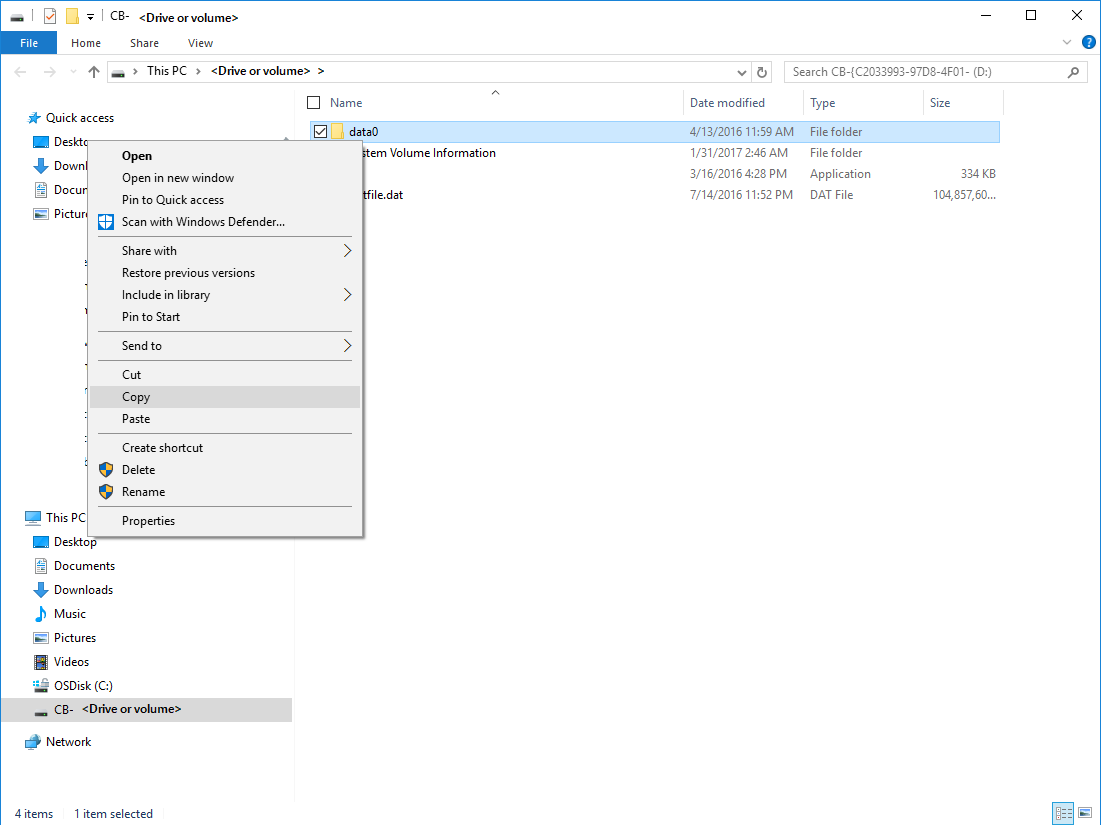 CB- <Drive or volume>
File Home Share View
This PC > <Drive or volume> >
Search CB-{C2033993-97D8-4F01- (D:)
Name Date modified Type Size
Quick access
data0 4/13/2016 11:59 AM File folder
System Volume Information 1/31/2017 2:46 AM File folder
3/16/2016 4:28 PM Application 334 KB
tfile.dat 7/14/2016 11:52 PM DAT File 104,857,60...
Deskto
Downl
Docun
Picture
Open
Open in new window
Pin to Quick access
Scan with Windows Defender...
Share with
Restore previous versions
Include in library
Pin to Start
Send to
Cut
Copy
Paste
Create shortcut
Delete
Rename
Properties
This PC
Desktop
Documents
Downloads
Music
Pictures
Videos
OSDisk (C:)
CB- <Drive or volume>
Network
4 items 1 item selected